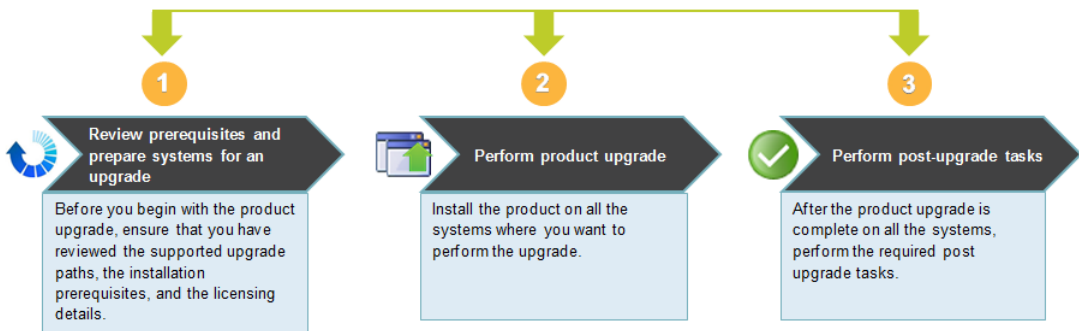 1
Review prerequisites and
prepare systems for an
upgrade
Before you begin with the product
upgrade, ensure that you have
reviewed the supported upgrade
paths, the installation
prerequisites, and the licensing
details.
2
Perform product upgrade
Install the product on all the
systems where you want to
perform the upgrade.
3
Perform post-upgrade tasks
After the product upgrade is
complete on all the systems,
perform the required post
upgrade tasks.